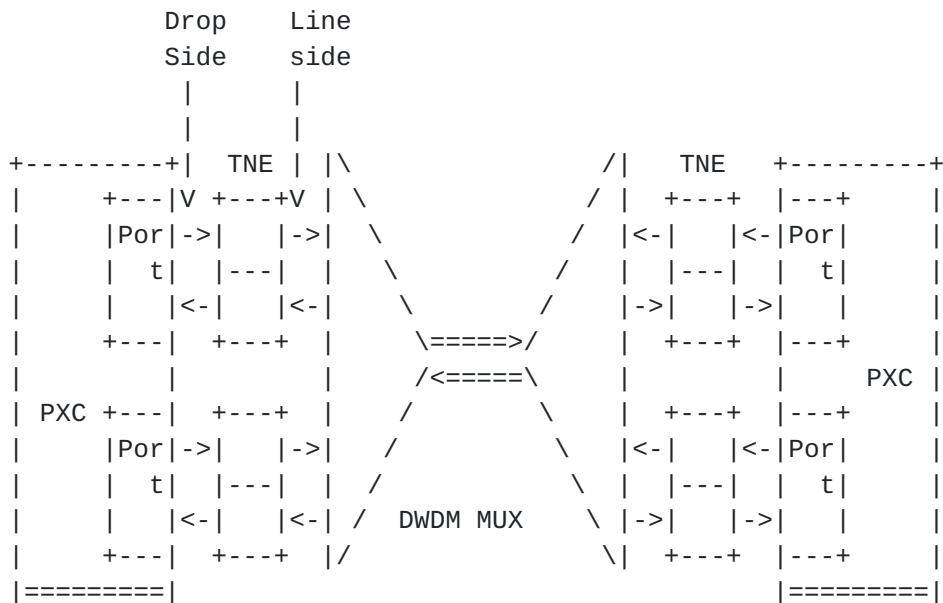 Drop Line
Side side
TNE TNE
V V
Por Por
t t
PXC
PXC
Por Por
t t
DWDM MUX